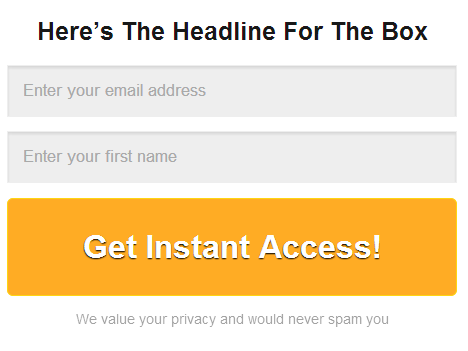 Here’s The Headline For The Box
Enter your email address
Enter your first name
Get Instant Access!
We value your privacy and would never spam you